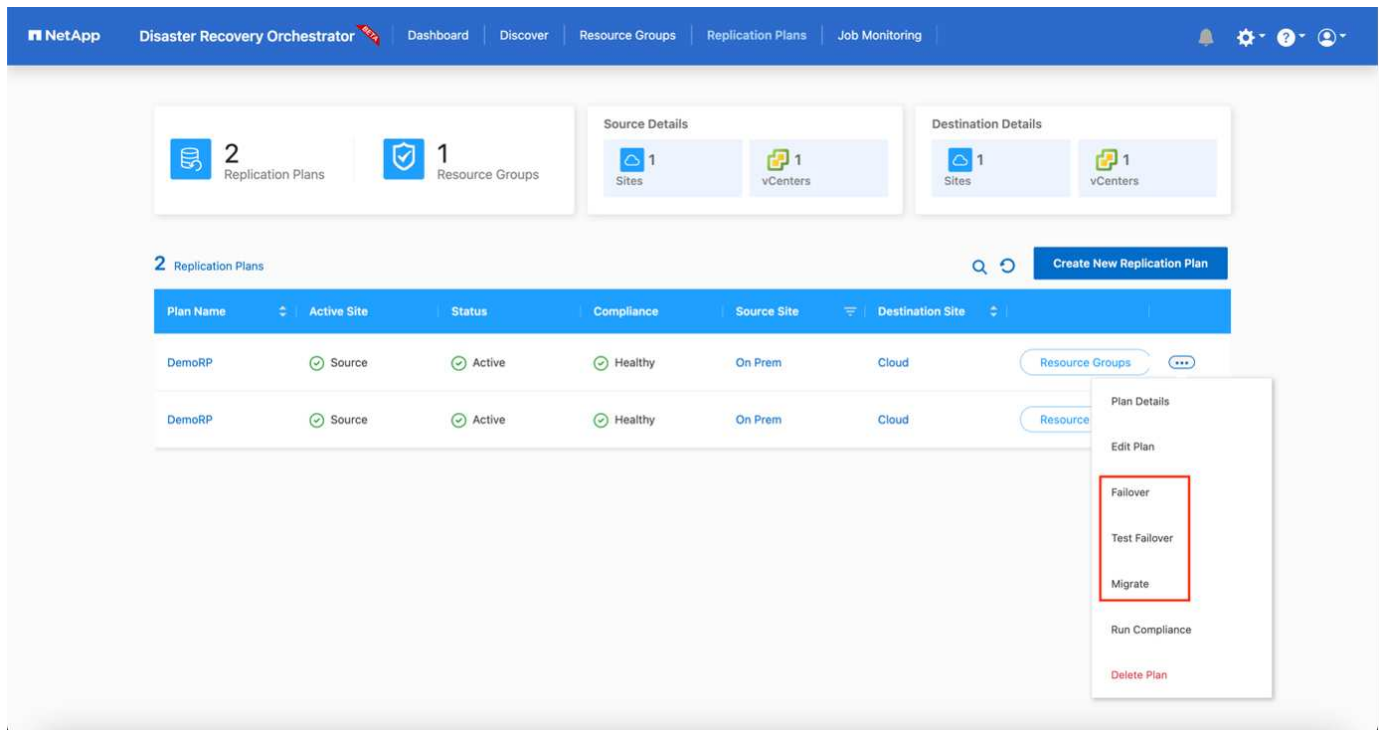 NetApp Disaster Recovery Orchestrator BETA Dashboard Discover Resource Groups Replication Plans Job Monitoring
Source Details Destination Details
2 1 1 1 1 1
Replication Plans Resource Groups Sites vCenters Sites vCenters
2 Replication Plans Create New Replication Plan
Plan Name Active Site Status Compliance Source Site Destination Site
DemoRP Source Active Healthy On Prem Cloud Resource Groups
Plan Details
DemoRP Source Active Healthy On Prem Cloud Resource
Edit Plan
Failover
Test Failover
Migrate
Run Compliance
Delete Plan